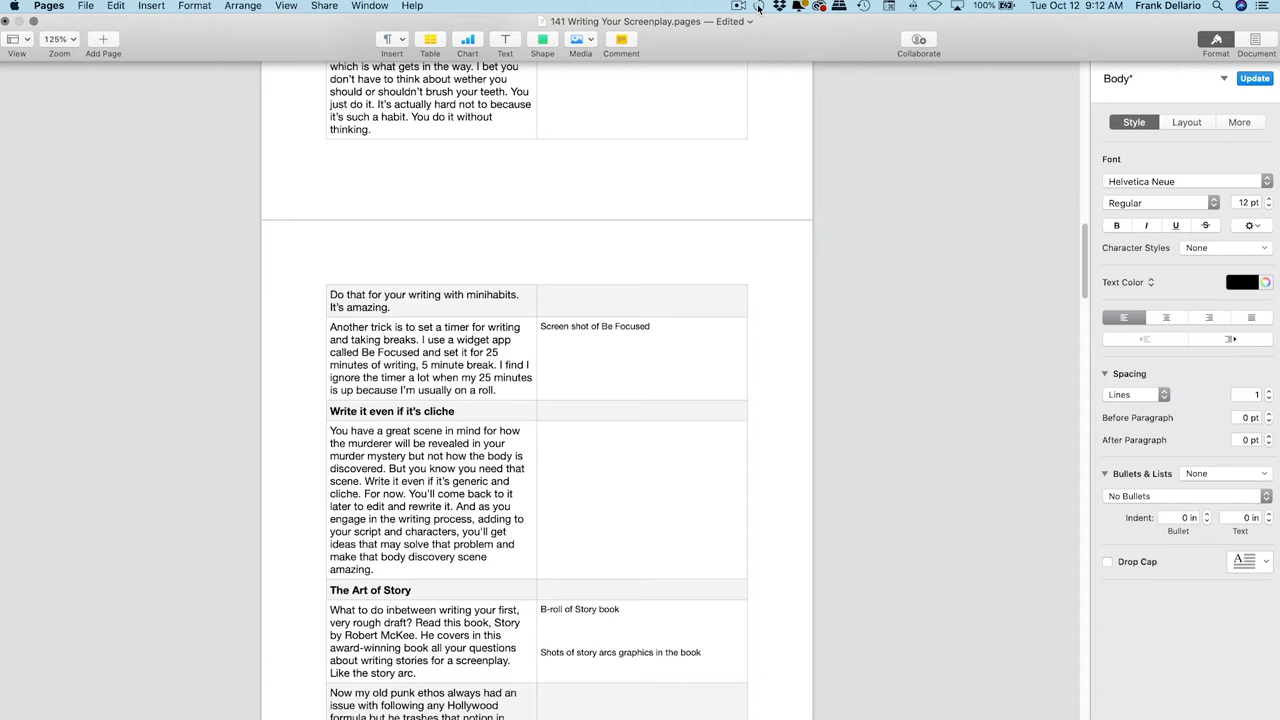 Pages File Edit Insert Format Arrange View Share Window Help 100% Tue Oct 12 9:12 AM Frank Dellario
141 Writing Your Screenplay.pages — Edited
125%
View Zoom Add Page Insert Table Chart Text Shape Media Comment Collaborate Format Document
which is what gets in the way. I bet you
don't have to think about wether you
should or shouldn't brush your teeth. You
just do it. It's actually hard not to because
it's such a habit. You do it without
thinking.
Do that for your writing with minihabits.
It's amazing.
Another trick is to set a timer for writing
and taking breaks. I use a widget app
called Be Focused and set it for 25
minutes of writing, 5 minute break. I find I
ignore the timer a lot when my 25 minutes
is up because I'm usually on a roll.
Screen shot of Be Focused
Write it even if it's cliche
You have a great scene in mind for how
the murderer will be revealed in your
murder mystery but not how the body is
discovered. But you know you need that
scene. Write it even if it's generic and
cliche. For now. You'll come back to it
later to edit and rewrite it. And as you
engage in the writing process, adding to
your script and characters, you'll get
ideas that may solve that problem and
make that body discovery scene
amazing.
The Art of Story
What to do inbetween writing your first,
very rough draft? Read this book, Story
by Robert McKee. He covers in this
award-winning book all your questions
about writing stories for a screenplay.
Like the story arc.
B-roll of Story book
Shots of story arcs graphics in the book
Now my old punk ethos always had an
issue with following any Hollywood
formula but he trashes that notion in
Body* Update
Style Layout More
Font
Helvetica Neue
Regular 12 pt
B I U S
Character Styles None
Text Color
Spacing
Lines 1
Before Paragraph 0 pt
After Paragraph 0 pt
Bullets & Lists None
No Bullets
Indent: 0 in 0 in
Bullet Text
Drop Cap